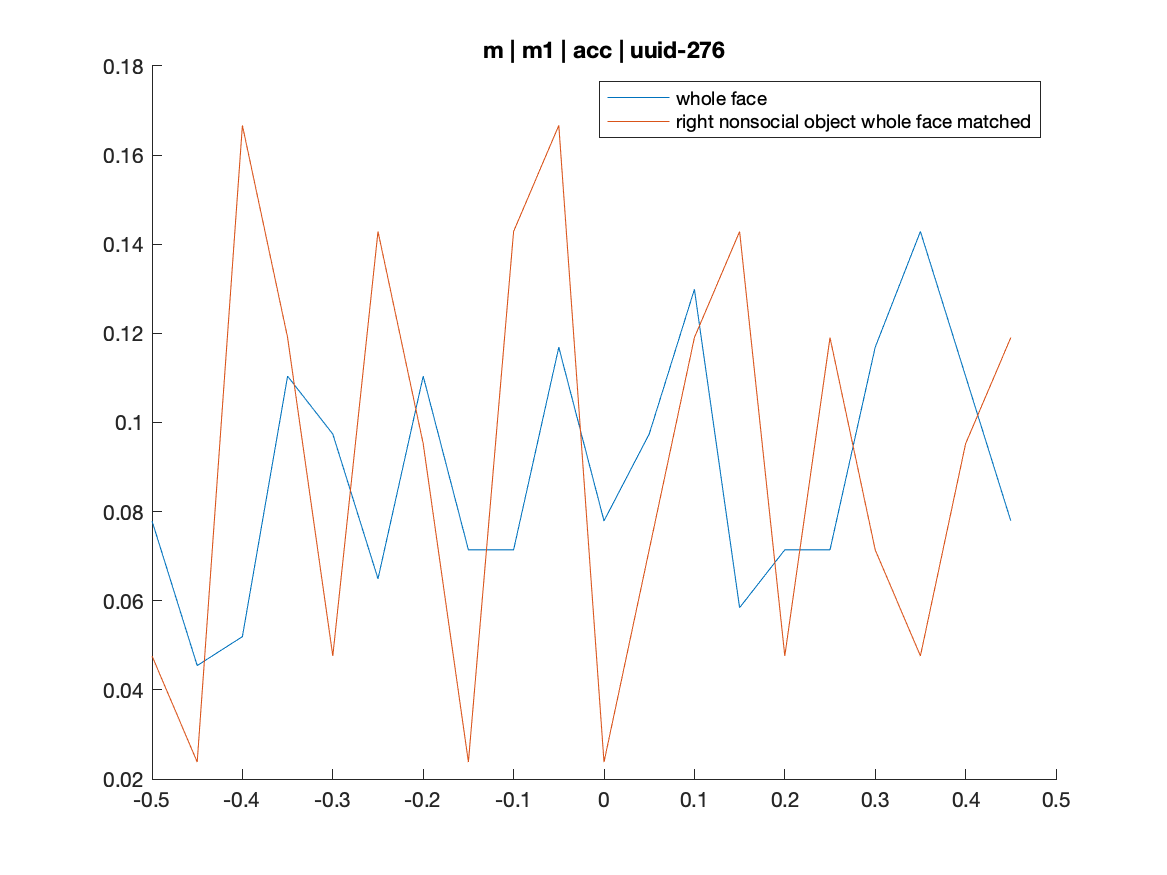 m | m1 | acc | uuid-276
whole face
right nonsocial object whole face matched
0.18
0.16
0.14
0.12
0.1
0.08
0.06
0.04
0.02
-0.5 -0.4 -0.3 -0.2 -0.1 0 0.1 0.2 0.3 0.4 0.5